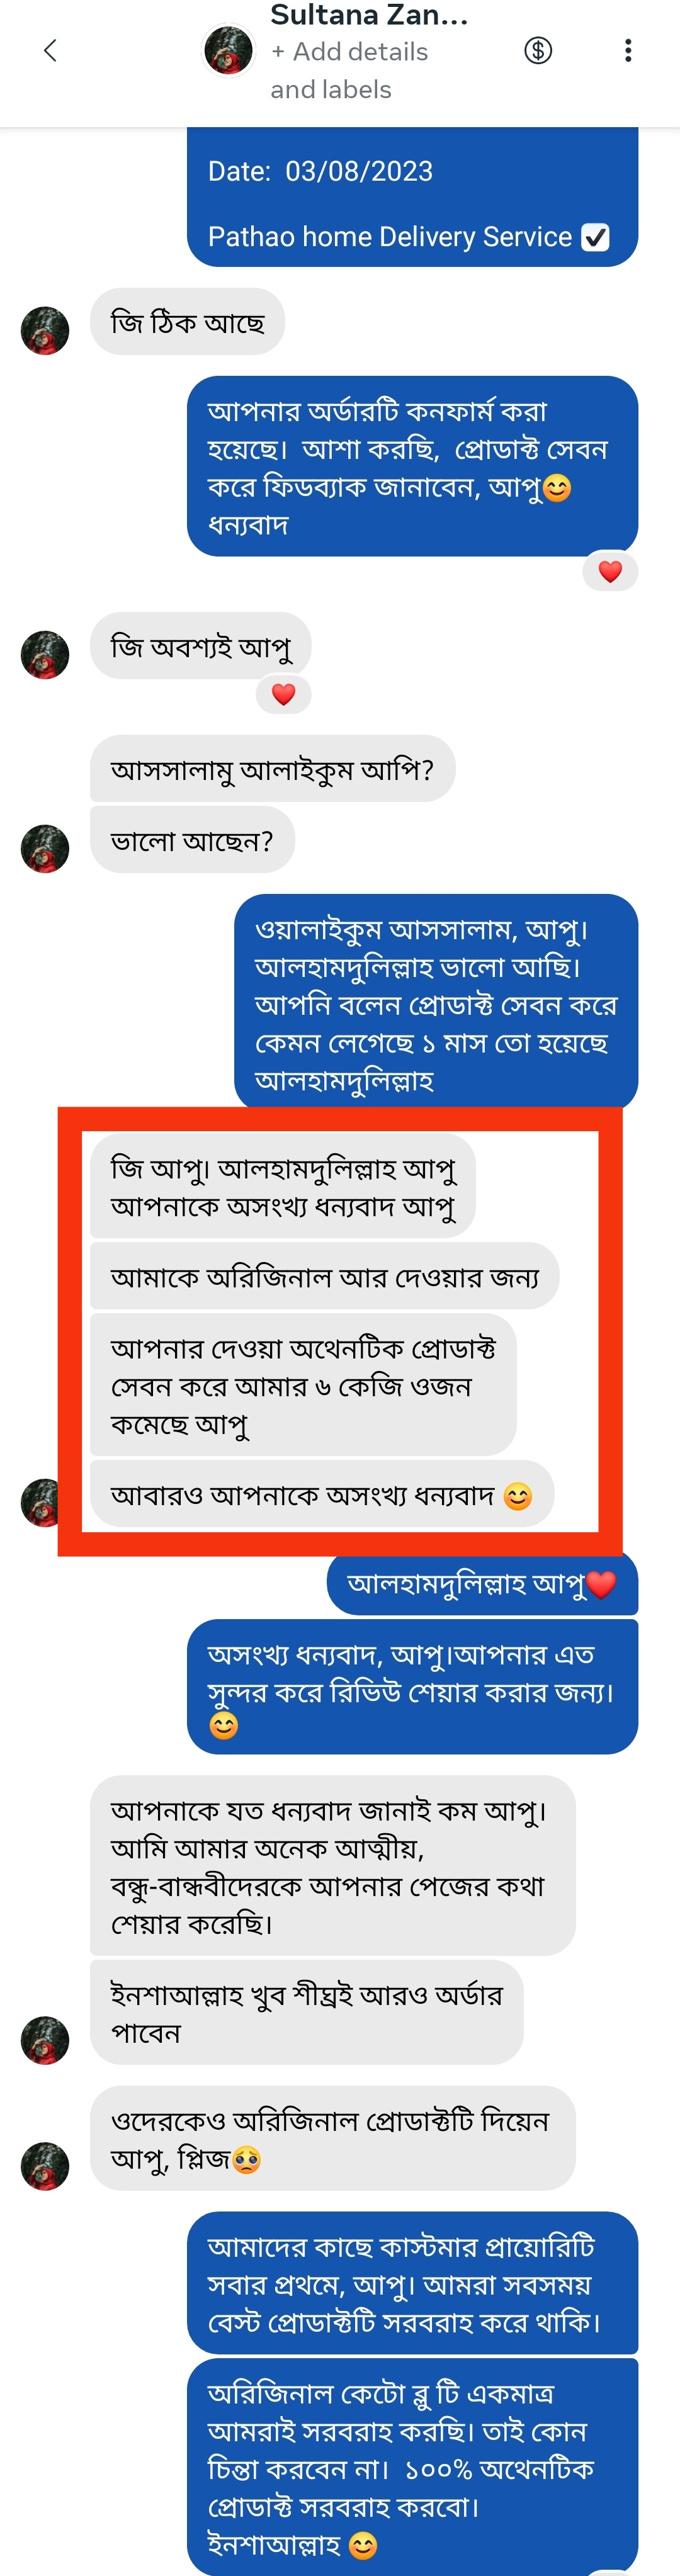 Sultana Zan...
+ Add details
and labels
Date: 03/08/2023
Pathao home Delivery Service ✔
জি ঠিক আছে
আপনার অর্ডারটি কনফার্ম করা
হয়েছে। আশা করছি, প্রোডাক্ট সেবন
করে ফিডব্যাক জানাবেন, আপু😊
ধন্যবাদ
জি অবশ্যই আপু
আসসালামু আলাইকুম আপি?
ভালো আছেন?
ওয়ালাইকুম আসসালাম, আপু।
আলহামদুলিল্লাহ ভালো আছি।
আপনি বলেন প্রোডাক্ট সেবন করে
কেমন লেগেছে ১ মাস তো হয়েছে
আলহামদুলিল্লাহ
জি আপু। আলহামদুলিল্লাহ আপু
আপনাকে অসংখ্য ধন্যবাদ আপু
আমাকে অরিজিনাল আর দেওয়ার জন্য
আপনার দেওয়া অথেনটিক প্রোডাক্ট
সেবন করে আমার ৬ কেজি ওজন
কমেছে আপু
আবারও আপনাকে অসংখ্য ধন্যবাদ 😊
আলহামদুলিল্লাহ আপু❤️
অসংখ্য ধন্যবাদ, আপু।আপনার এত
সুন্দর করে রিভিউ শেয়ার করার জন্য।
😊
আপনাকে যত ধন্যবাদ জানাই কম আপু।
আমি আমার অনেক আত্মীয়,
বন্ধু-বান্ধবীদেরকে আপনার পেজের কথা
শেয়ার করেছি।
ইনশাআল্লাহ খুব শীঘ্রই আরও অর্ডার
পাবেন
ওদেরকেও অরিজিনাল প্রোডাক্টটি দিয়েন
আপু, প্লিজ🥺
আমাদের কাছে কাস্টমার প্রায়োরিটি
সবার প্রথমে, আপু। আমরা সবসময়
বেস্ট প্রোডাক্টটি সরবরাহ করে থাকি।
অরিজিনাল কেটো ব্লু টি একমাত্র
আমরাই সরবরাহ করছি। তাই কোন
চিন্তা করবেন না। ১০০% অথেনটিক
প্রোডাক্ট সরবরাহ করবো।
ইনশাআল্লাহ 😊